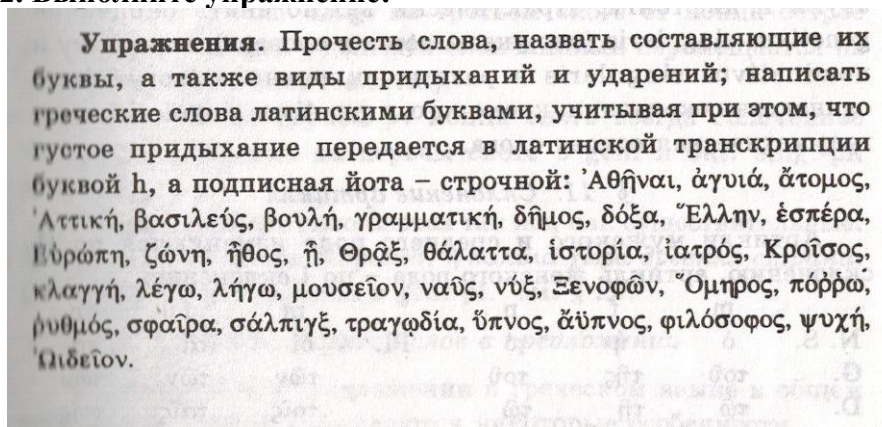 2. Выполните упражнение.
Упражнения. Прочесть слова, назвать составляющие их
буквы, а также виды придыханий и ударений; написать
греческие слова латинскими буквами, учитывая при этом, что
густое придыхание передается в латинской транскрипции
буквой h, а подписная йота – строчной: Ἀθῆναι, ἀγυιά, ἄτομος,
Ἀττική, βασιλεύς, βουλή, γραμματική, δῆμος, δόξα, Ἕλλην, ἑσπέρα,
Εὐρώπη, ζώνη, ἦθος, ᾗ, Θρᾷξ, θάλαττα, ἱστορία, ἰατρός, Κροῖσος,
κλαγγή, λέγω, λήγω, μουσεῖον, ναῦς, νύξ, Ξενοφῶν, Ὅμηρος, πόρρω,
ῥυθμός, σφαῖρα, σάλπιγξ, τραγῳδία, ὕπνος, ἄϋπνος, φιλόσοφος, ψυχή,
Ὠιδεῖον.